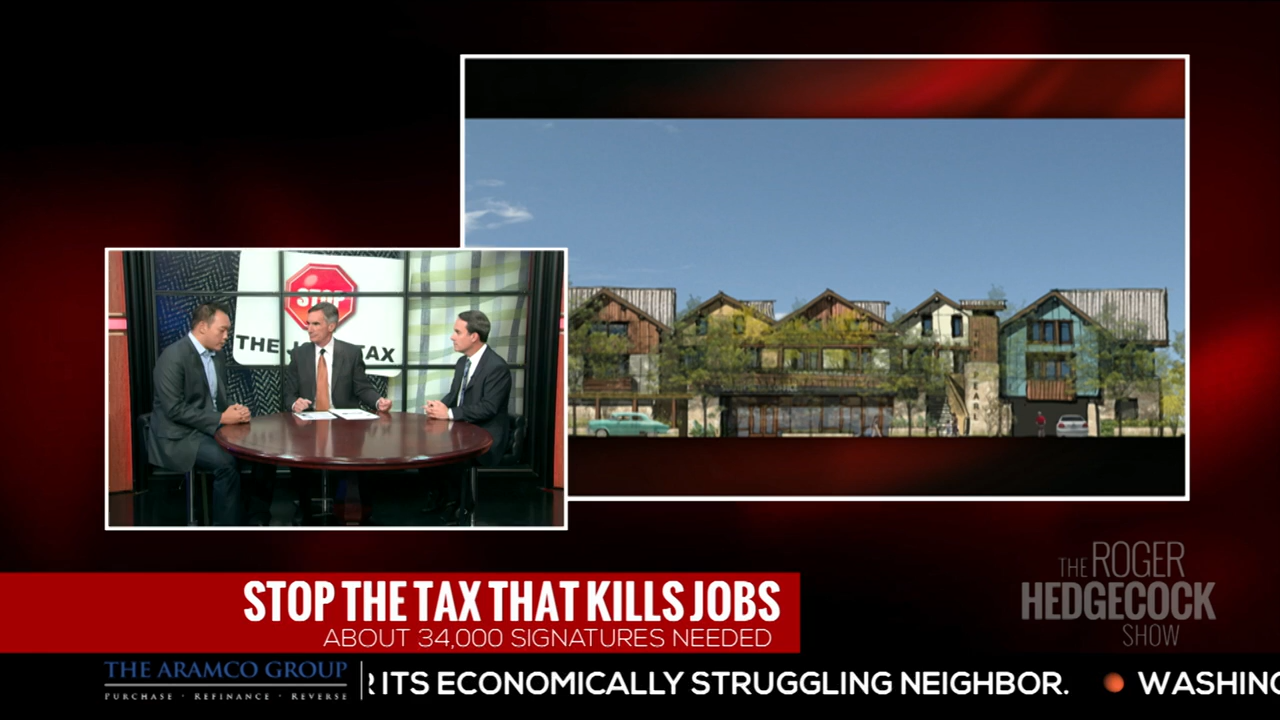 STOP
THE TAX
STOP THE TAX THAT KILLS JOBS
ABOUT 34,000 SIGNATURES NEEDED
THE ROGER
HEDGECOCK
SHOW
THE ARAMCO GROUP
PURCHASE · REFINANCE · REVERSE
ITS ECONOMICALLY STRUGGLING NEIGHBOR.